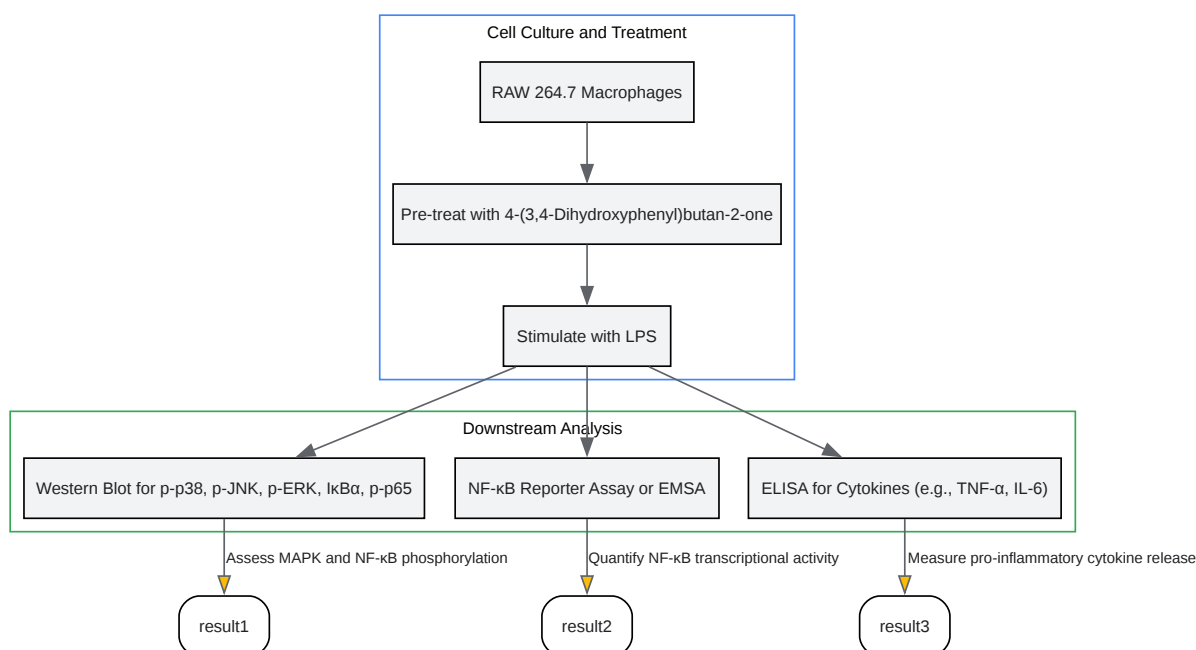 Cell Culture and Treatment
RAW 264.7 Macrophages
Pre-treat with 4-(3,4-Dihydroxyphenyl)butan-2-one
Stimulate with LPS
Downstream Analysis
Western Blot for p-p38, p-JNK, p-ERK, IκBα, p-p65
NF-κB Reporter Assay or EMSA
ELISA for Cytokines (e.g., TNF-α, IL-6)
Assess MAPK and NF-κB phosphorylation
Quantify NF-κB transcriptional activity
Measure pro-inflammatory cytokine release
result1
result2
result3